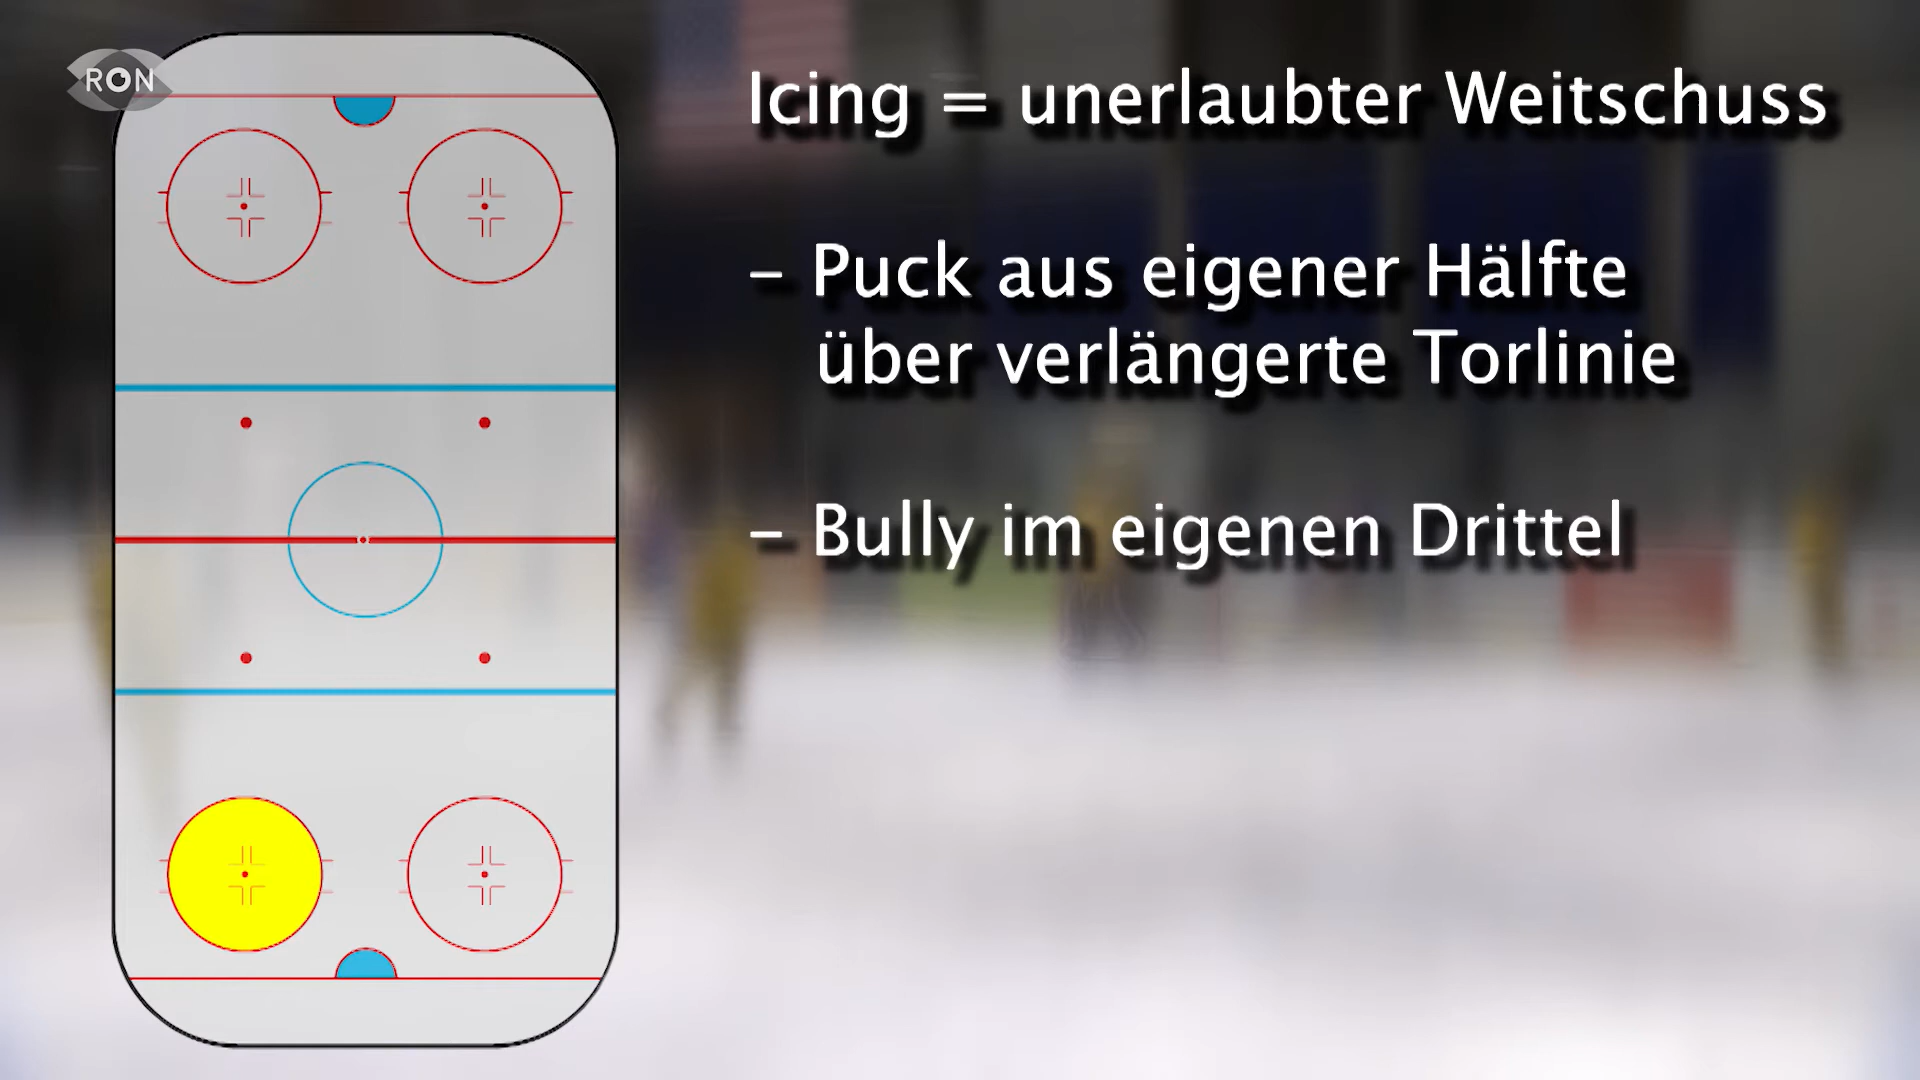 RON
Icing = unerlaubter Weitschuss
- Puck aus eigener Hälfte
über verlängerte Torlinie
- Bully im eigenen Drittel